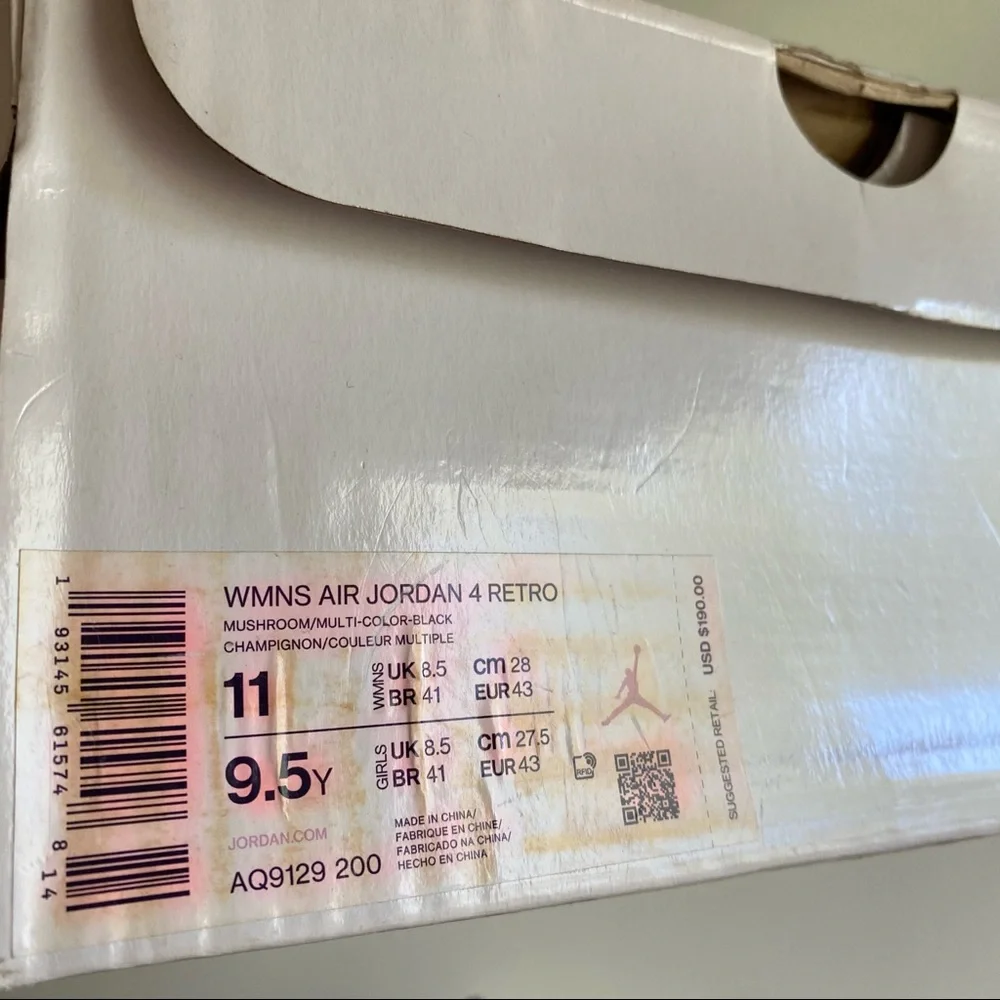 WMNS AIR JORDAN 4 RETRO
MUSHROOM/MULTI-COLOR-BLACK
CHAMPIGNON/COULEUR MULTIPLE
11
WMNS
UK 8.5 cm 28
BR 41 EUR 43
9.5Y
GIRLS
UK 8.5 cm 27.5
BR 41 EUR 43
RFID
JORDAN.COM
AQ9129 200
MADE IN CHINA/
FABRIQUE EN CHINE/
FABRICADO NA CHINA/
HECHO EN CHINA
SUGGESTED RETAIL: USD $190.00
1 93145 61574 8 14